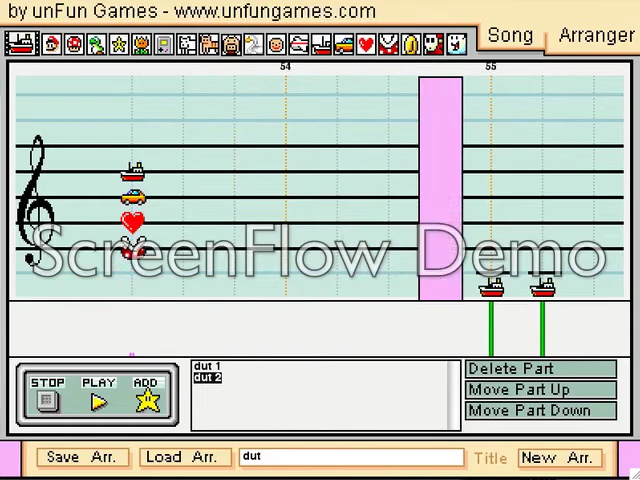 by unFun Games - www.unfungames.com
Song Arranger
54 55
ScreenFlow Demo
STOP PLAY ADD
dut 1
dut 2
Delete Part
Move Part Up
Move Part Down
Save Arr. Load Arr. dut Title New Arr.